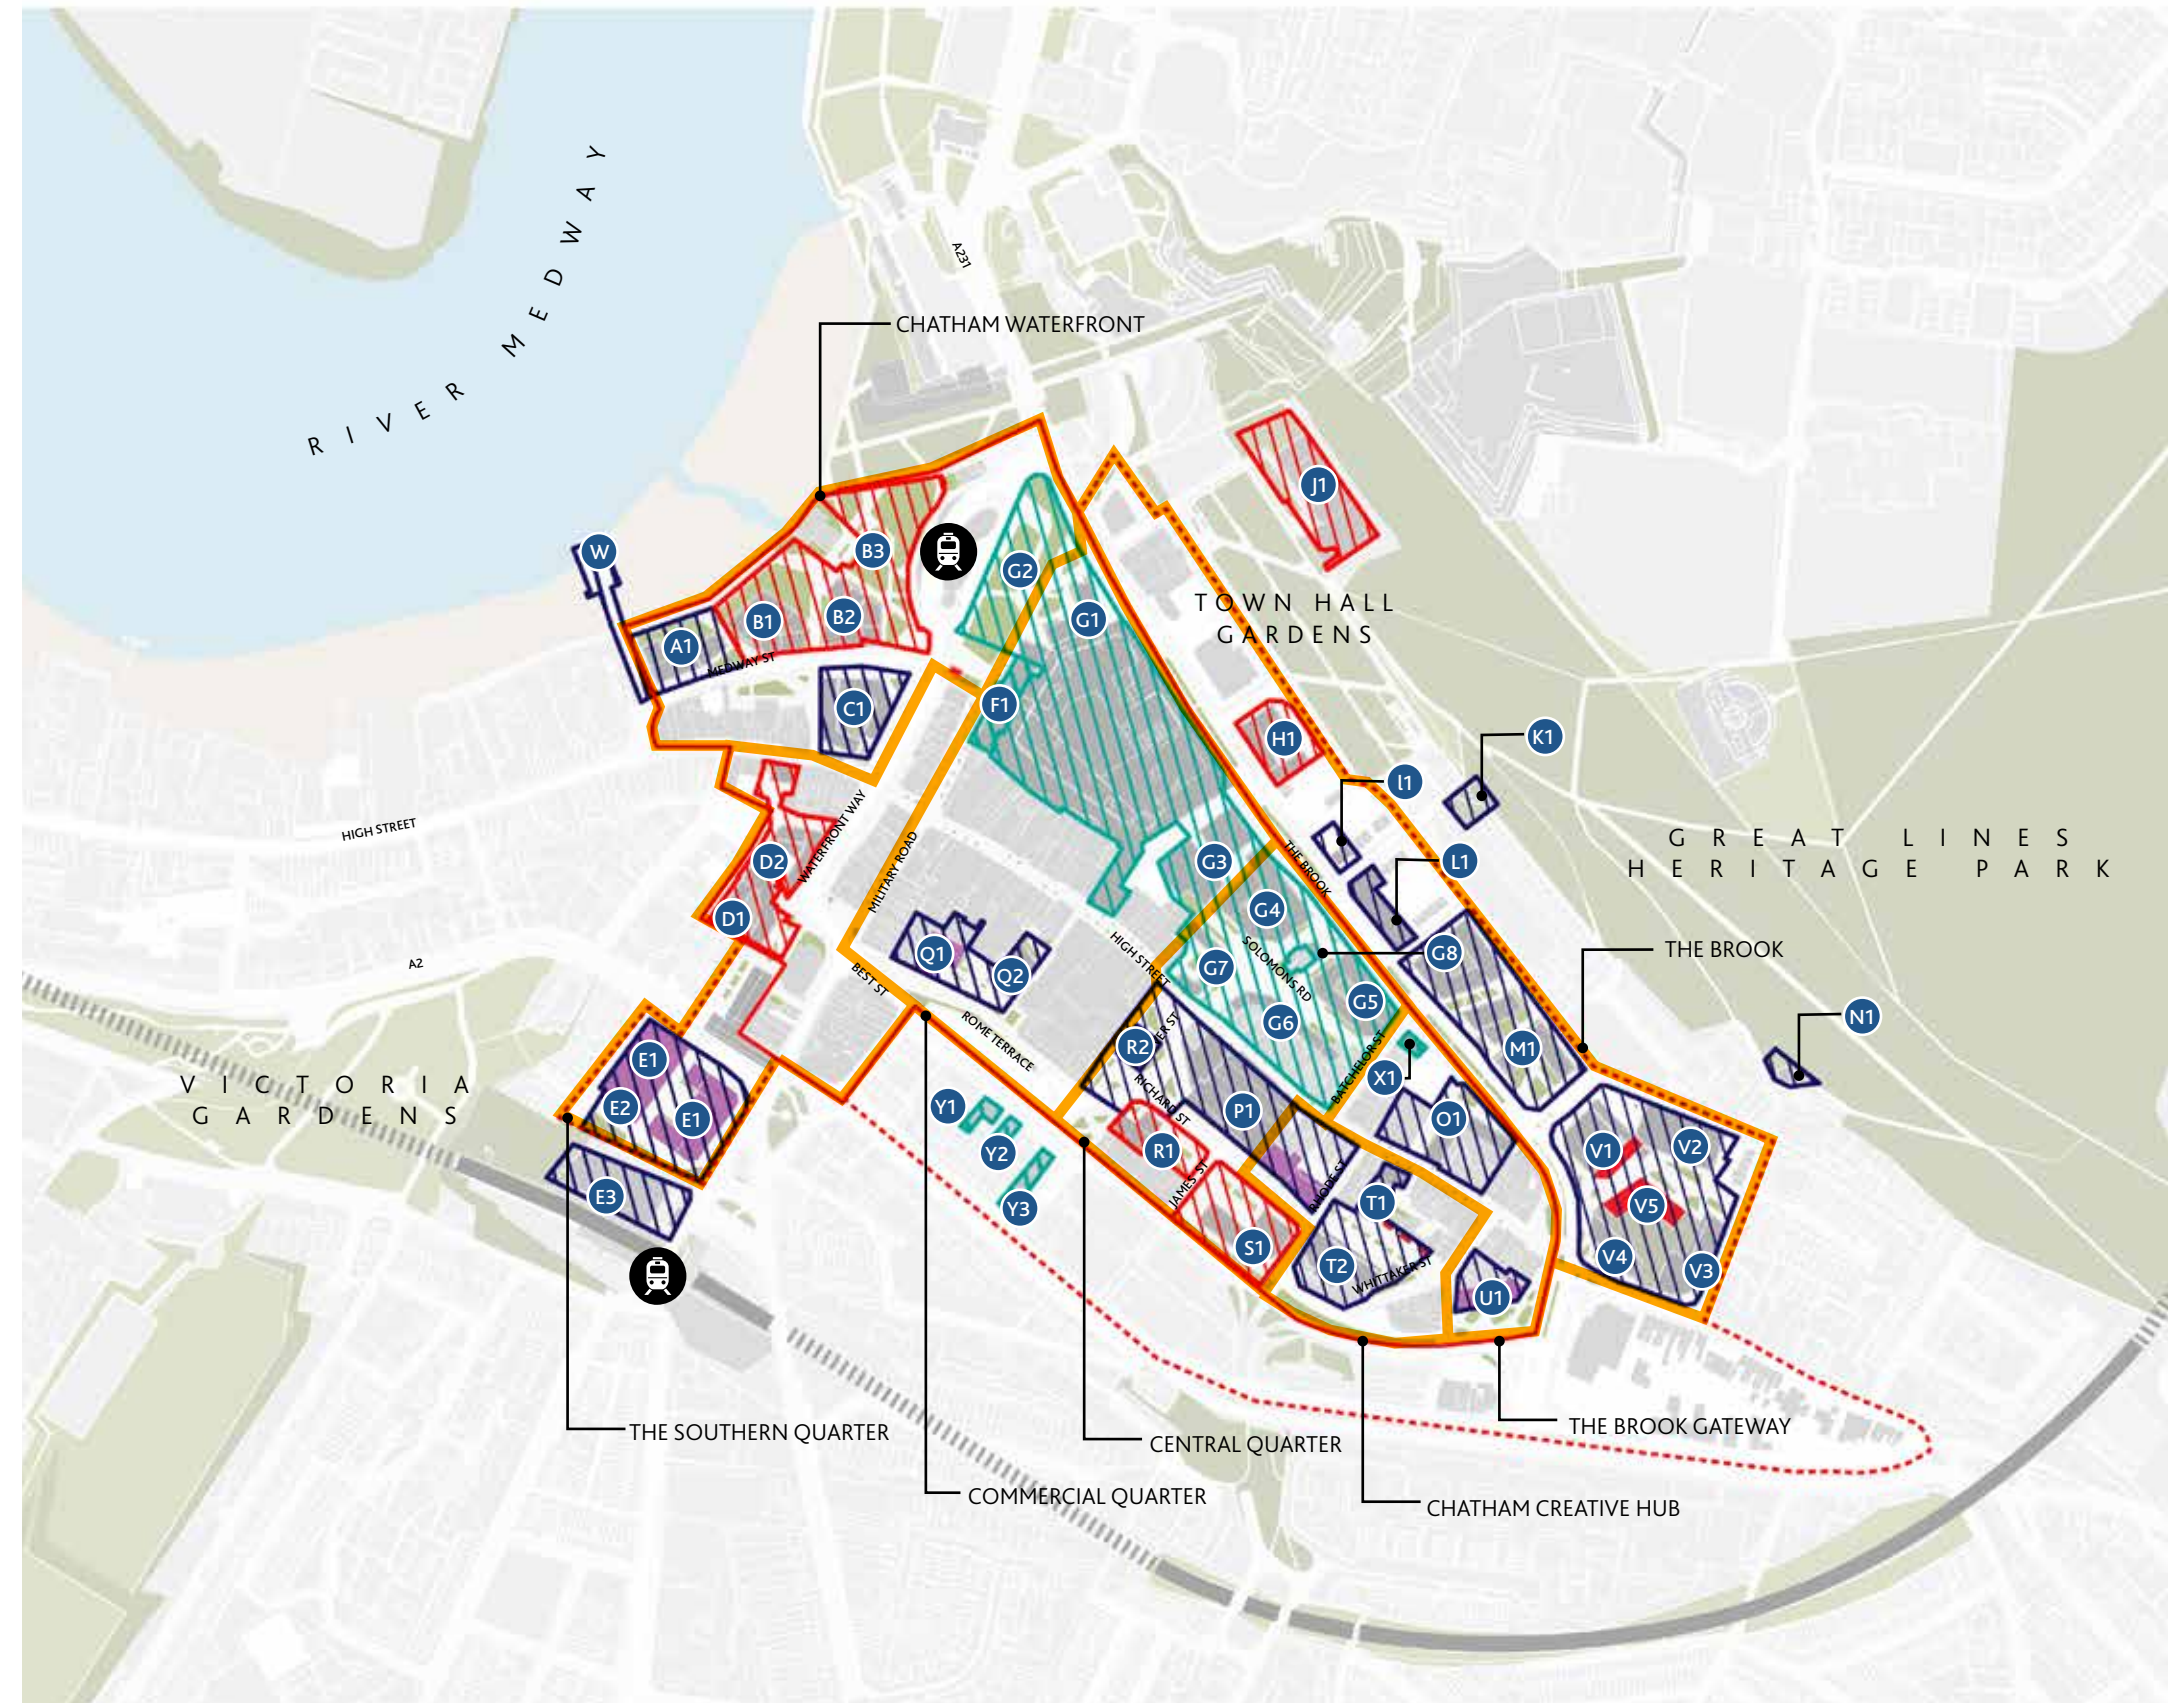 RIVER MEDWAY
A231
CHATHAM WATERFRONT
J1
W
B3
G2
TOWN HALL
GARDENS
B1
B2
G1
A1
MEDWAY ST
C1
F1
H1
K1
I1
HIGH STREET
WATERFRONT WAY
MILITARY ROAD
D2
D1
G3
THE BROOK
L1
GREAT LINES
HERITAGE PARK
G4
Q1
Q2
HIGH STREET
SOLOMONS RD
G7
G8
THE BROOK
A2
BEST ST
ROME TERRACE
G6
G5
N1
R2
M1
BATCHELOR ST
X1
VICTORIA
GARDENS
E1
E2
E1
Y1
RICHARD ST
P1
O1
Y2
R1
V1
V2
E3
Y3
JAMES ST
RHODE ST
T1
V5
S1
T2
WHITTAKER ST
U1
V4
V3
THE SOUTHERN QUARTER
CENTRAL QUARTER
THE BROOK GATEWAY
COMMERCIAL QUARTER
CHATHAM CREATIVE HUB